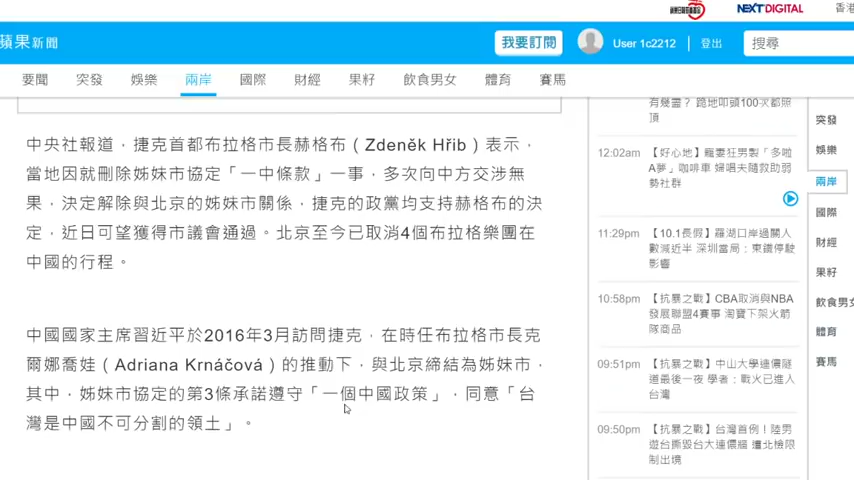 NEXT DIGITAL
蘋果新聞
我要訂閱
User 1c2212
登出
搜尋
要聞 突發 娛樂 兩岸 國際 財經 果籽 飲食男女 體育 賽馬
中央社報道，捷克首都布拉格市長赫格布（Zdeněk Hřib）表示，
當地因就刪除姊妹市協定「一中條款」一事，多次向中方交涉無
果，決定解除與北京的姊妹市關係，捷克的政黨均支持赫格布的決
定，近日可望獲得市議會通過。北京至今已取消4個布拉格樂團在
中國的行程。
中國國家主席習近平於2016年3月訪問捷克，在時任布拉格市長克
爾娜喬娃（Adriana Krnáčová）的推動下，與北京締結為姊妹市，
其中，姊妹市協定的第3條承諾遵守「一個中國政策」，同意「台
灣是中國不可分割的領土」。
有幾靈？ 跪地叩頭100次都照
頂
12:02am 【好心地】寵妻狂男製「多啦
A夢」咖啡車 婦唱夫隨救助弱
勢社群
11:29pm 【10.1長假】羅湖口岸過關人
數減近半 深圳當局：東鐵停駛
影響
10:58pm 【抗暴之戰】CBA取消與NBA
發展聯盟4賽事 淘寶下架火箭
隊商品
09:51pm 【抗暴之戰】中山大學連儂隧
道最後一夜 學者：戰火已進入
台灣
09:50pm 【抗暴之戰】台灣首例！陸男
遊台撕毀台大連儂牆 遭北檢限
制出境
突發
娛樂
兩岸
國際
財經
果籽
飲食男
體育
賽馬